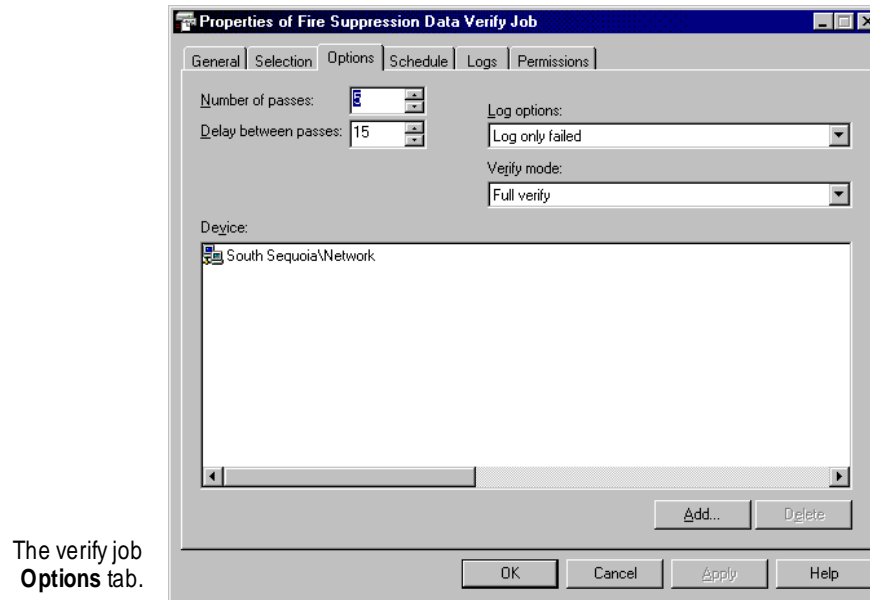 Properties of Fire Suppression Data Verify Job
General Selection Options Schedule Logs Permissions
Number of passes: 5
Delay between passes: 15
Log options:
Log only failed
Verify mode:
Full verify
Device:
South Sequoia\Network
Add... Delete
OK Cancel Apply Help
The verify job
Options tab.